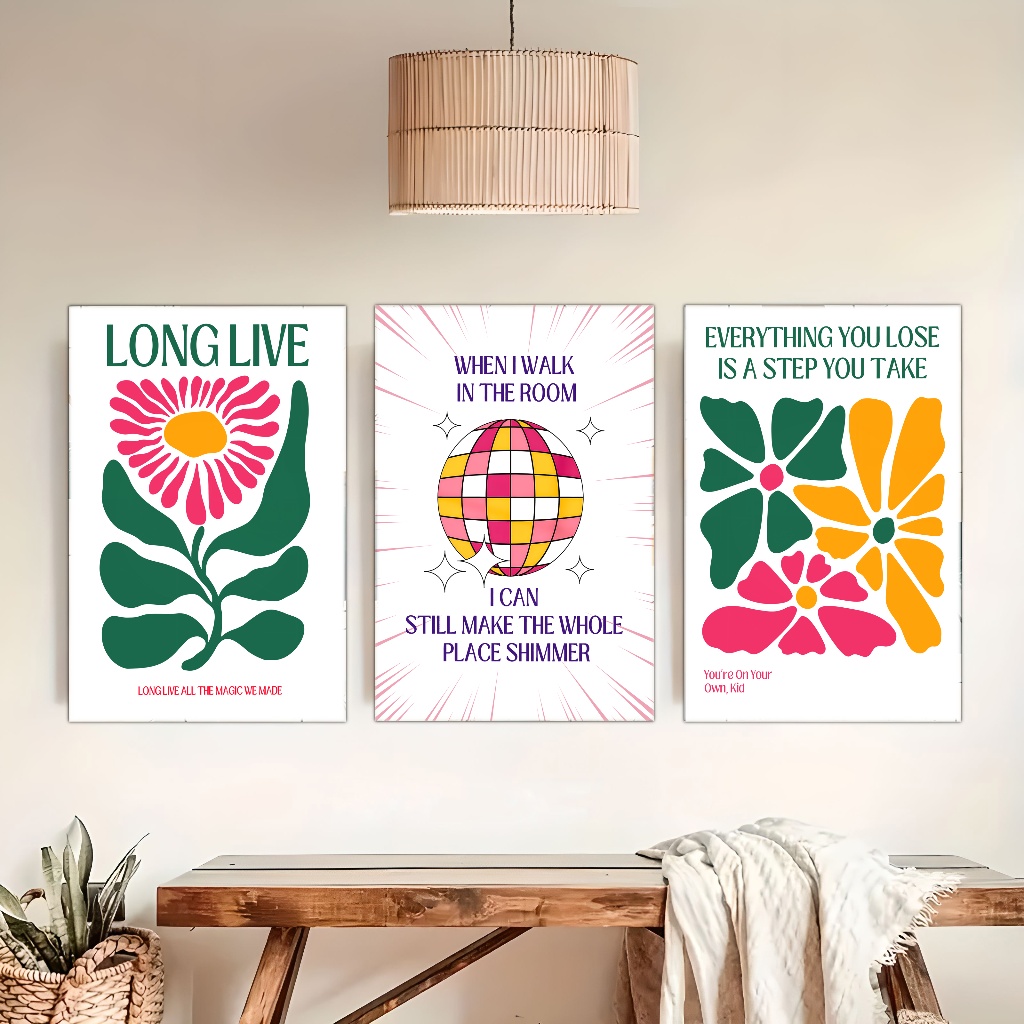 LONG LIVE
LONG LIVE ALL THE MAGIC WE MADE
WHEN I WALK
IN THE ROOM
I CAN
STILL MAKE THE WHOLE
PLACE SHIMMER
EVERYTHING YOU LOSE
IS A STEP YOU TAKE
You're On Your
Own, Kid